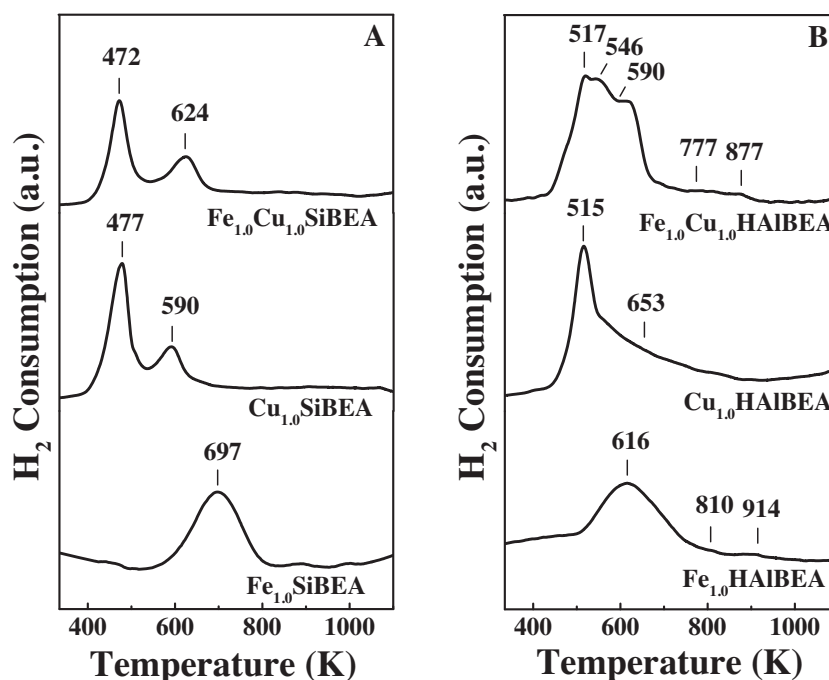 A
472
624
Fe1.0Cu1.0SiBEA
477
590
Cu1.0SiBEA
697
Fe1.0SiBEA
H2 Consumption (a.u.)
400 600 800 1000
Temperature (K)
B
517
546
590
777 877
Fe1.0Cu1.0HAlBEA
515
653
Cu1.0HAlBEA
616
810 914
Fe1.0HAlBEA
H2 Consumption (a.u.)
400 600 800 1000
Temperature (K)